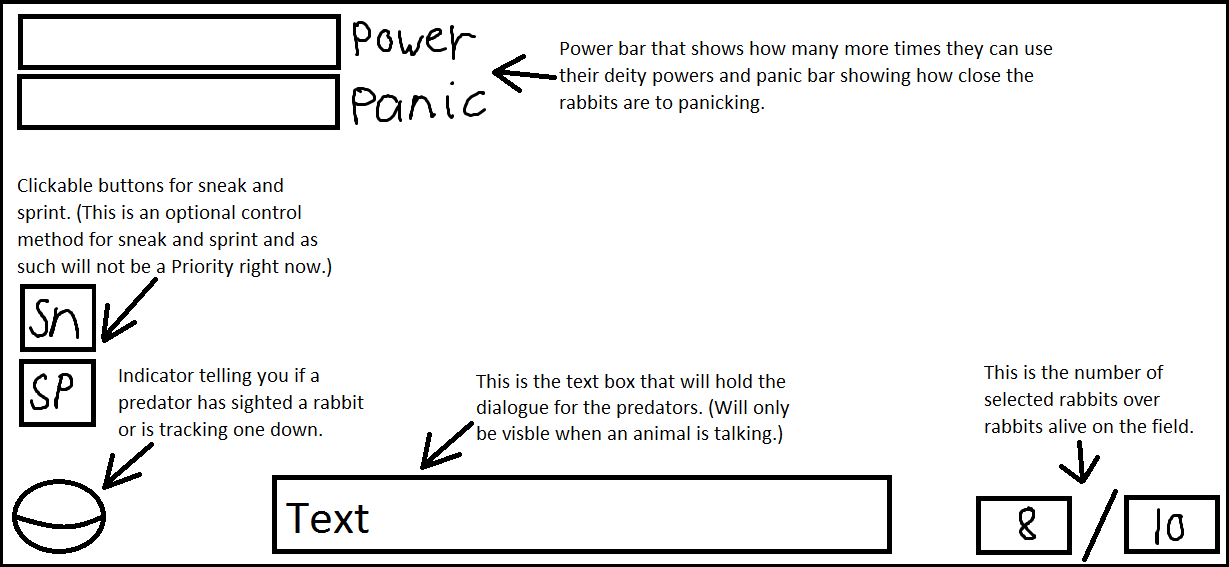 Power
Panic
Power bar that shows how many more times they can use
their deity powers and panic bar showing how close the
rabbits are to panicking.
Clickable buttons for sneak and
sprint. (This is an optional control
method for sneak and sprint and as
such will not be a Priority right now.)
Sn
SP
Indicator telling you if a
predator has sighted a rabbit
or is tracking one down.
This is the text box that will hold the
dialogue for the predators. (Will only
be visble when an animal is talking.)
This is the number of
selected rabbits over
rabbits alive on the field.
Text
8 / 10